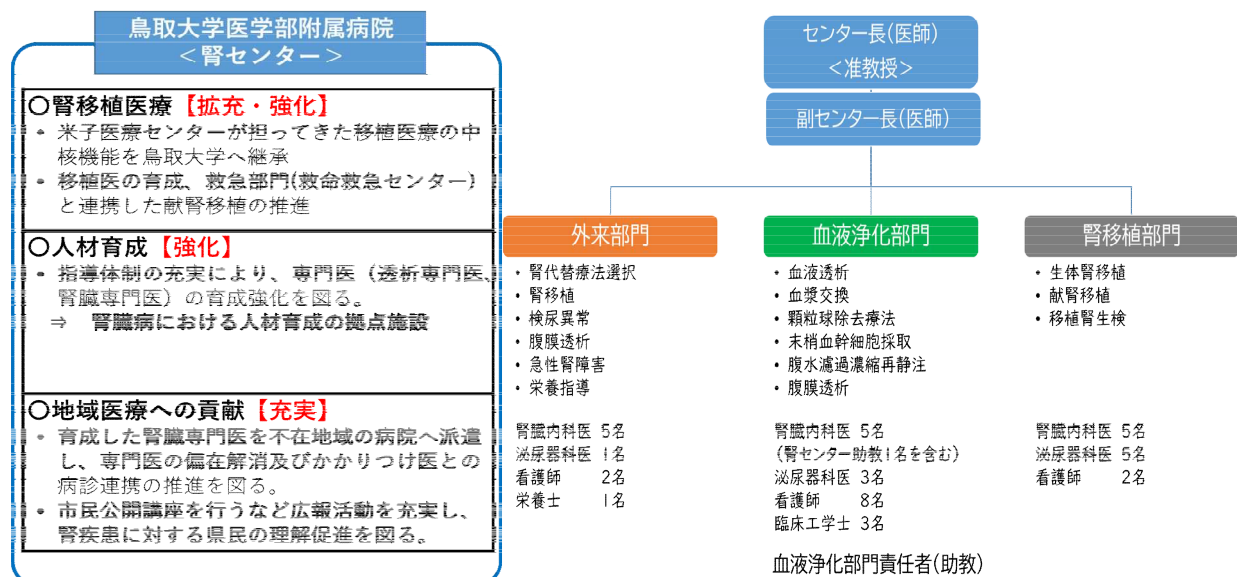 鳥取大学医学部附属病院
＜腎センター＞
〇腎移植医療【拡充・強化】
• 米子医療センターが担ってきた移植医療の中
核機能を鳥取大学へ継承
• 移植医の育成、救急部門(救命救急センター)
と連携した献腎移植の推進
〇人材育成【強化】
• 指導体制の充実により、専門医（透析専門医、
腎臓専門医）の育成強化を図る。
⇒ 腎臓病における人材育成の拠点施設
〇地域医療への貢献【充実】
• 育成した腎臓専門医を不在地域の病院へ派遣
し、専門医の偏在解消及びかかりつけ医との
病診連携の推進を図る。
• 市民公開講座を行うなど広報活動を充実し、
腎疾患に対する県民の理解促進を図る。
センター長(医師)
＜准教授＞
副センター長(医師)
外来部門
• 腎代替療法選択
• 腎移植
• 検尿異常
• 腹膜透析
• 急性腎障害
• 栄養指導
腎臓内科医 5名
泌尿器科医 1名
看護師 2名
栄養士 1名
血液浄化部門
• 血液透析
• 血漿交換
• 顆粒球除去療法
• 末梢血幹細胞採取
• 腹水濾過濃縮再静注
• 腹膜透析
腎臓内科医 5名
(腎センター助教1名を含む)
泌尿器科医 3名
看護師 8名
臨床工学士 3名
血液浄化部門責任者(助教)
腎移植部門
• 生体腎移植
• 献腎移植
• 移植腎生検
腎臓内科医 5名
泌尿器科医 5名
看護師 2名